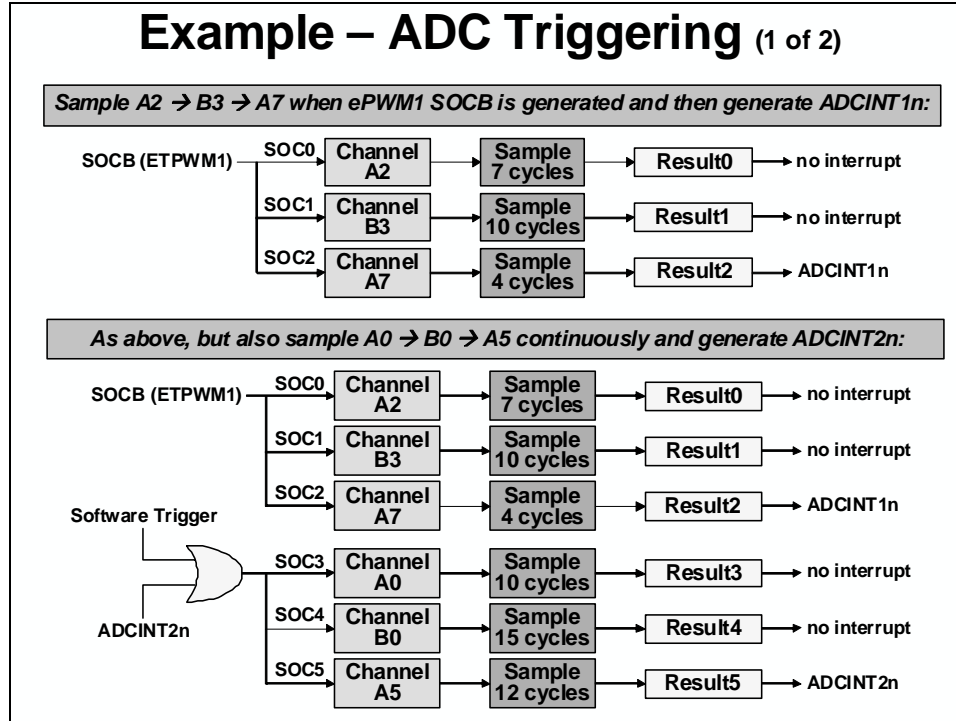 Example – ADC Triggering (1 of 2)
Sample A2 → B3 → A7 when ePWM1 SOCB is generated and then generate ADCINT1n:
SOCB (ETPWM1)
SOC0
Channel
A2
Sample
7 cycles
Result0
no interrupt
SOC1
Channel
B3
Sample
10 cycles
Result1
no interrupt
SOC2
Channel
A7
Sample
4 cycles
Result2
ADCINT1n
As above, but also sample A0 → B0 → A5 continuously and generate ADCINT2n:
SOCB (ETPWM1)
SOC0
Channel
A2
Sample
7 cycles
Result0
no interrupt
SOC1
Channel
B3
Sample
10 cycles
Result1
no interrupt
SOC2
Channel
A7
Sample
4 cycles
Result2
ADCINT1n
Software Trigger
ADCINT2n
SOC3
Channel
A0
Sample
10 cycles
Result3
no interrupt
SOC4
Channel
B0
Sample
15 cycles
Result4
no interrupt
SOC5
Channel
A5
Sample
12 cycles
Result5
ADCINT2n